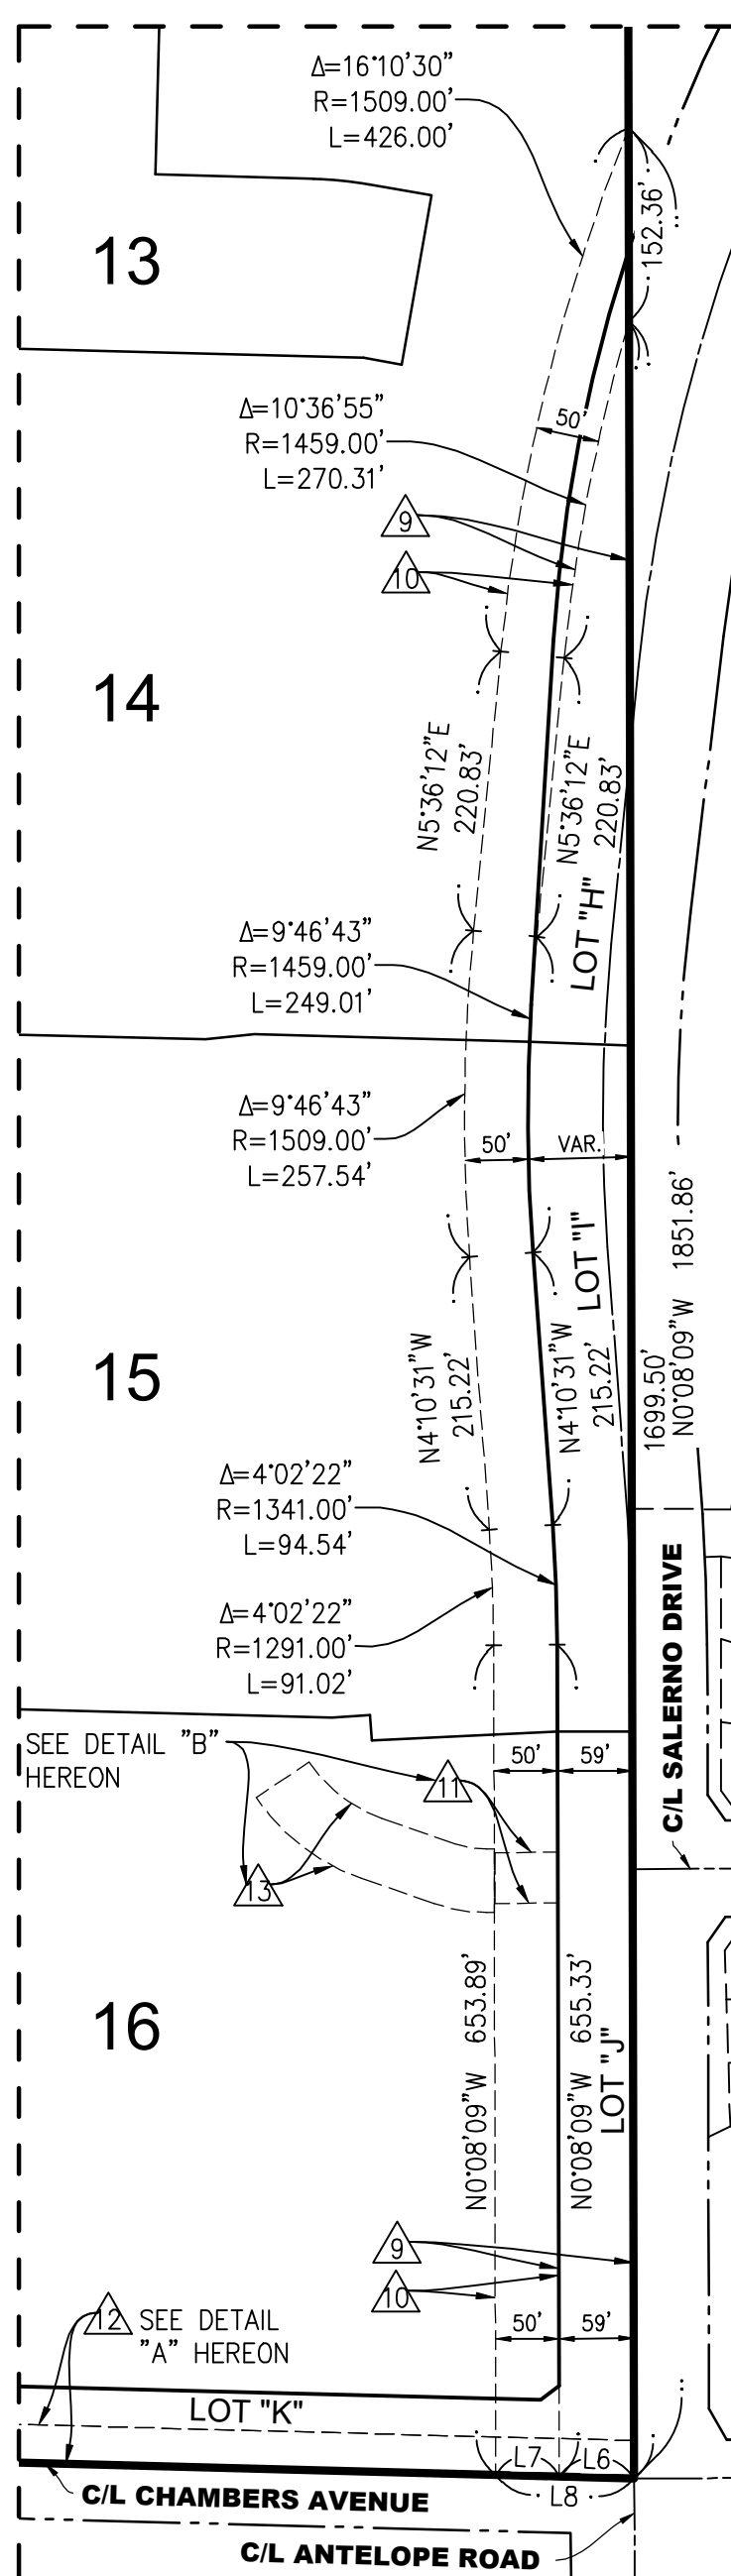 Δ=16°10'30"
R=1509.00'
L=426.00'
152.36'
13
Δ=10°36'55"
R=1459.00'
L=270.31'
50'
9
10
14
N5°36'12"E
220.83'
N5°36'12"E
220.83'
LOT "H"
Δ=9°46'43"
R=1459.00'
L=249.01'
Δ=9°46'43"
R=1509.00'
L=257.54'
50'
VAR.
LOT "I"
1699.50'
N0°08'09"W 1851.86'
15
N4°10'31"W
215.22'
N4°10'31"W
215.22'
Δ=4°02'22"
R=1341.00'
L=94.54'
Δ=4°02'22"
R=1291.00'
L=91.02'
C/L SALERNO DRIVE
SEE DETAIL "B"
HEREON
50'
59'
11
13
16
N0°08'09"W 653.89'
N0°08'09"W 655.33'
LOT "J"
9
10
12
SEE DETAIL
"A" HEREON
50'
59'
LOT "K"
L7
L6
L8
C/L CHAMBERS AVENUE
C/L ANTELOPE ROAD